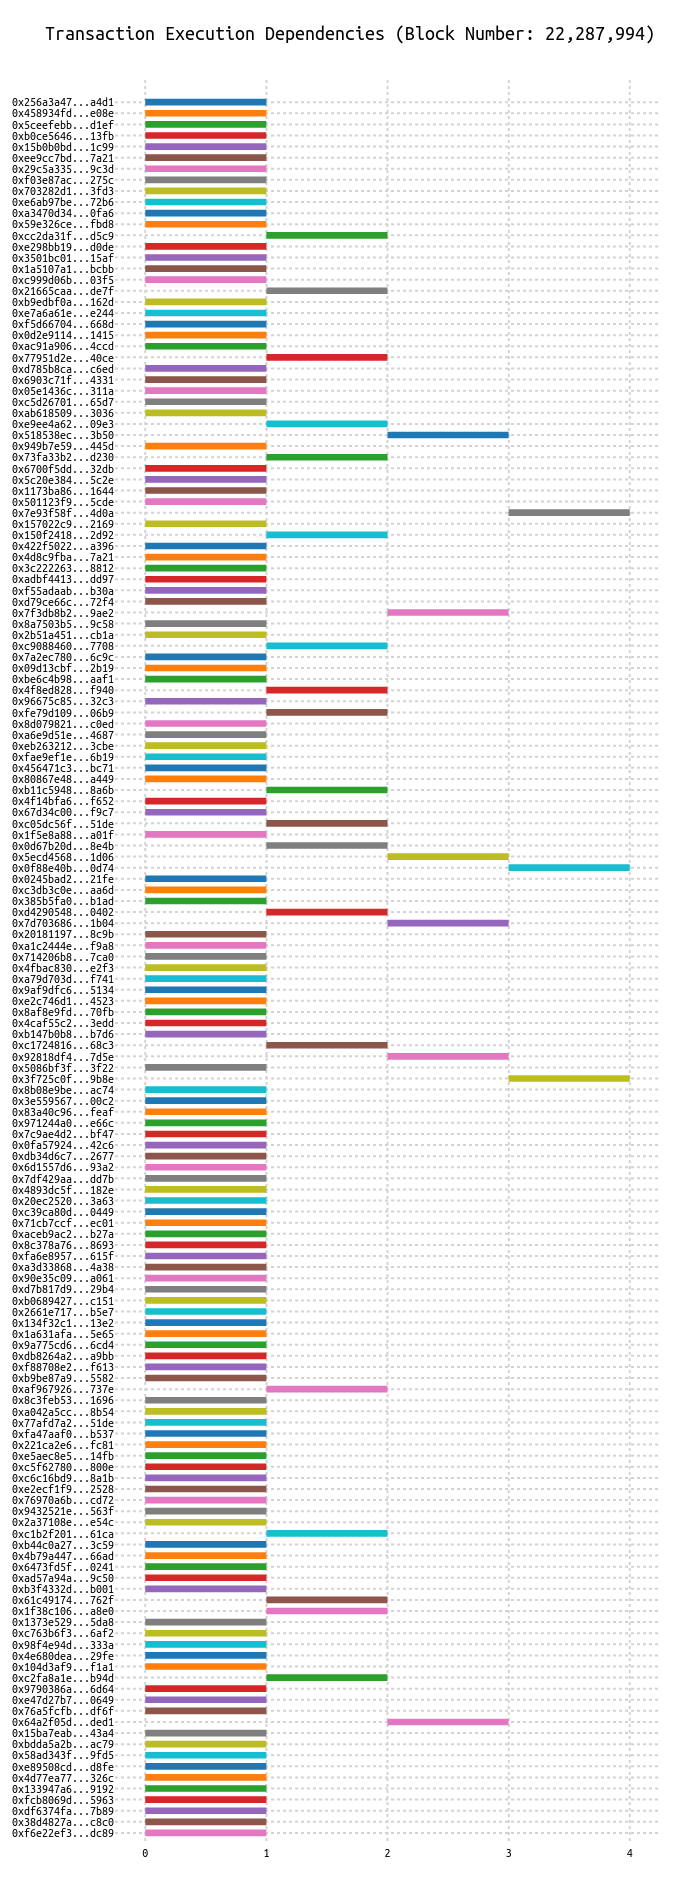 Transaction Execution Dependencies (Block Number: 22,287,994)
0x256a3a47...a4d1
0x458934fd...e08e
0x5ceefebb...d1ef
0xb0ce5646...13fb
0x15b0b0bd...1c99
0xee9cc7bd...7a21
0x29c5a335...9c3d
0xf03e87ac...275c
0x703282d1...3fd3
0xe6ab97be...72b6
0xa3470d34...0fa6
0x59e326ce...fbd8
0xcc2da31f...d5c9
0xe298bb19...d0de
0x3501bc01...15af
0x1a5107a1...bcbb
0xc999d06b...03f5
0x21665caa...de7f
0xb9edbf0a...162d
0xe7a6a61e...e244
0xf5d66704...668d
0x0d2e9114...1415
0xac91a906...4ccd
0x77951d2e...40ce
0xd785b8ca...c6ed
0x6903c71f...4331
0x05e1436c...311a
0xc5d26701...65d7
0xab618509...3036
0xe9ee4a62...09e3
0x518538ec...3b50
0x949b7e59...445d
0x73fa33b2...d230
0x6700f5dd...32db
0x5c20e384...5c2e
0x1173ba86...1644
0x501123f9...5cde
0x7e93f58f...4d0a
0x157022c9...2169
0x150f2418...2d92
0x422f5022...a396
0x4d8c9fba...7a21
0x3c222263...8812
0xadbf4413...dd97
0xf55adaab...b30a
0xd79ce66c...72f4
0x7f3db8b2...9ae2
0x8a7503b5...9c58
0x2b51a451...cb1a
0xc9088460...7708
0x7a2ec780...6c9c
0x09d13cbf...2b19
0xbe6c4b98...aaf1
0x4f8ed828...f940
0x96675c85...32c3
0xfe79d109...06b9
0x8d079821...c0ed
0xa6e9d51e...4687
0xeb263212...3cbe
0xfae9ef1e...6b19
0x456471c3...bc71
0x80867e48...a449
0xb11c5948...8a6b
0x4f14bfa6...f652
0x67d34c00...f9c7
0xc05dc56f...51de
0x1f5e8a88...a01f
0x0d67b20d...8e4b
0x5ecd4568...1d06
0x0f88e40b...0d74
0x0245bad2...21fe
0xc3db3c0e...aa6d
0x385b5fa0...b1ad
0xd4290548...0402
0x7d703686...1b04
0x20181197...8c9b
0xa1c2444e...f9a8
0x714206b8...7ca0
0x4fbac830...e2f3
0xa79d703d...f741
0x9af9dfc6...5134
0xe2c746d1...4523
0x8af8e9fd...70fb
0x4caf55c2...3edd
0xb147b0b8...b7d6
0xc1724816...68c3
0x92818df4...7d5e
0x5086bf3f...3f22
0x3f725c0f...9b8e
0x8b08e9be...ac74
0x3e559567...00c2
0x83a40c96...feaf
0x971244a0...e66c
0x7c9ae4d2...bf47
0x0fa57924...42c6
0xdb34d6c7...2677
0x6d1557d6...93a2
0x7df429aa...dd7b
0x4893dc5f...182e
0x20ec2520...3a63
0xc39ca80d...0449
0x71cb7ccf...ec01
0xaceb9ac2...b27a
0x8c378a76...8693
0xfa6e8957...615f
0xa3d33868...4a38
0x90e35c09...a061
0xd7b817d9...29b4
0xb0689427...c151
0x2661e717...b5e7
0x134f32c1...13e2
0x1a631afa...5e65
0x9a775cd6...6cd4
0xdb8264a2...a9bb
0xf88708e2...f613
0xb9be87a9...5582
0xaf967926...737e
0x8c3feb53...1696
0xa042a5cc...8b54
0x77afd7a2...51de
0xfa47aaf0...b537
0x221ca2e6...fc81
0xe5aec8e5...14fb
0xc5f62780...800e
0xc6c16bd9...8a1b
0xe2ecf1f9...2528
0x76970a6b...cd72
0x9432521e...563f
0x2a37108e...e54c
0xc1b2f201...61ca
0xb44c0a27...3c59
0x4b79a447...66ad
0x6473fd5f...0241
0xad57a94a...9c50
0xb3f4332d...b001
0x61c49174...762f
0x1f38c106...a8e0
0x1373e529...5da8
0xc763b6f3...6af2
0x98f4e94d...333a
0x4e680dea...29fe
0x104d3af9...f1a1
0xc2fa8a1e...b94d
0x9790386a...6d64
0xe47d27b7...0649
0x76a5fcfb...df6f
0x64a2f05d...ded1
0x15ba7eab...43a4
0xbdda5a2b...ac79
0x58ad343f...9fd5
0xe89508cd...d8fe
0x4d77ea77...326c
0x133947a6...9192
0xfcb8069d...5963
0xdf6374fa...7b89
0x38d4827a...c8c0
0xf6e22ef3...dc89
0 1 2 3 4